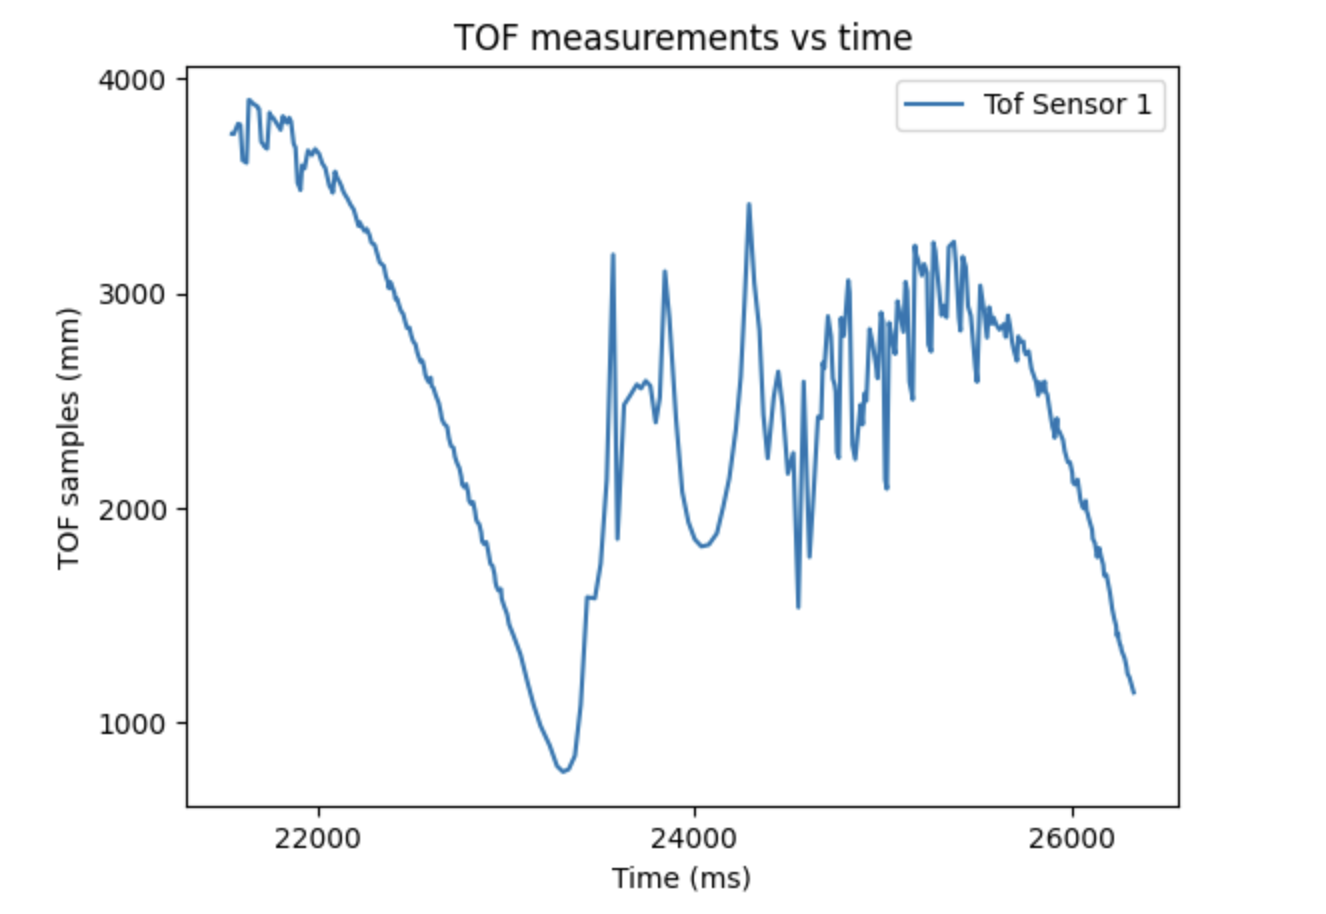 TOF measurements vs time
Tof Sensor 1
TOF samples (mm)
4000
3000
2000
1000
22000 24000 26000
Time (ms)